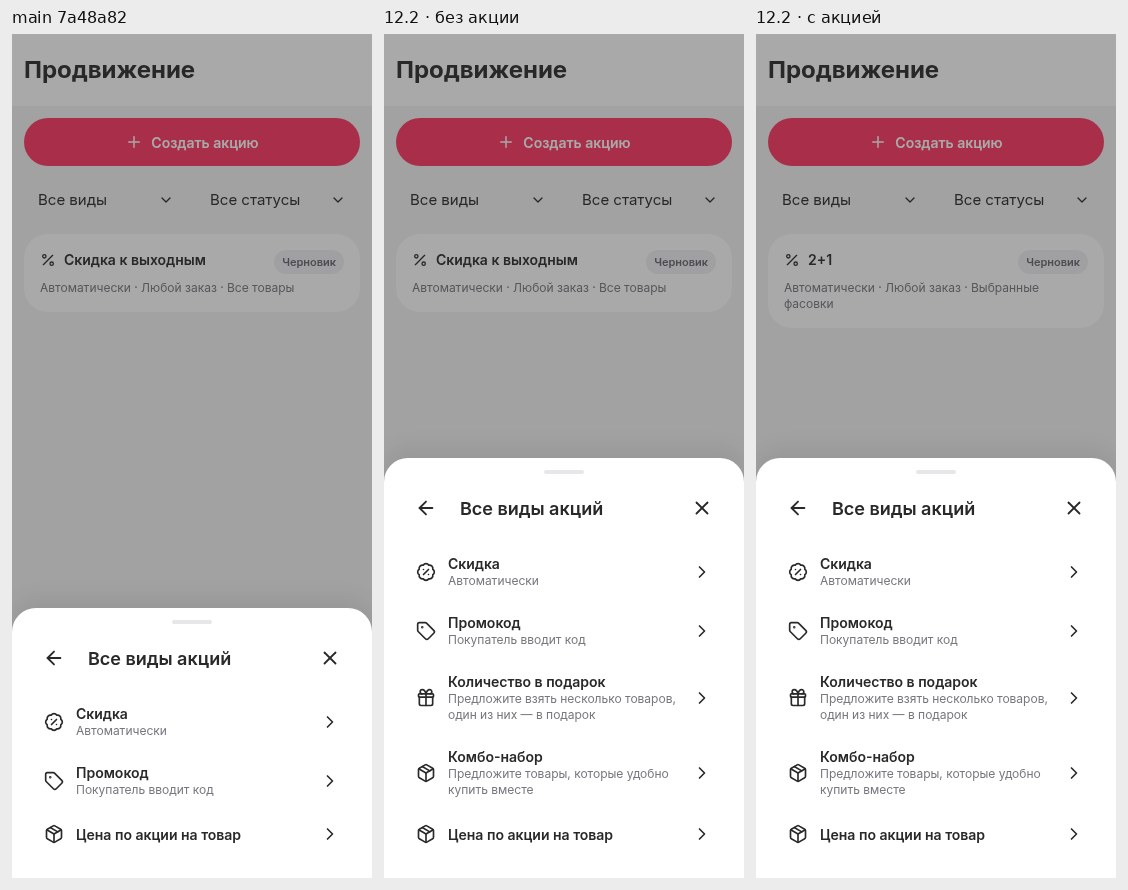 main 7a48a82
Продвижение
Создать акцию
Все виды
Все статусы
Скидка к выходным
Черновик
Автоматически · Любой заказ · Все товары
Все виды акций
Скидка
Автоматически
Промокод
Покупатель вводит код
Цена по акции на товар
12.2 · без акции
Продвижение
Создать акцию
Все виды
Все статусы
Скидка к выходным
Черновик
Автоматически · Любой заказ · Все товары
Все виды акций
Скидка
Автоматически
Промокод
Покупатель вводит код
Количество в подарок
Предложите взять несколько товаров,
один из них — в подарок
Комбо-набор
Предложите товары, которые удобно
купить вместе
Цена по акции на товар
12.2 · с акцией
Продвижение
Создать акцию
Все виды
Все статусы
2+1
Черновик
Автоматически · Любой заказ · Выбранные
фасовки
Все виды акций
Скидка
Автоматически
Промокод
Покупатель вводит код
Количество в подарок
Предложите взять несколько товаров,
один из них — в подарок
Комбо-набор
Предложите товары, которые удобно
купить вместе
Цена по акции на товар